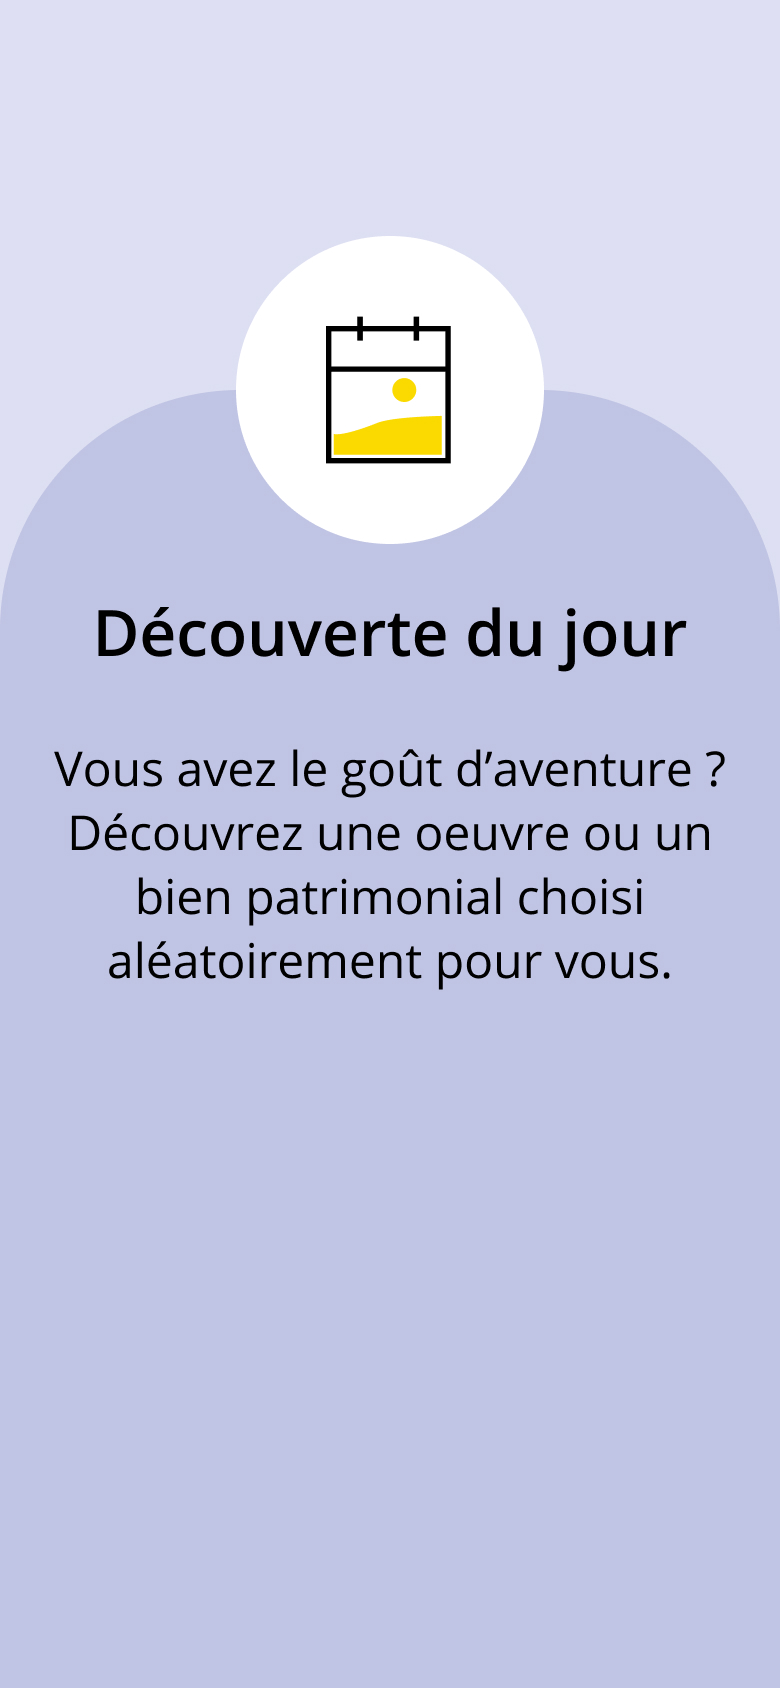 Découverte du jour
Vous avez le goût d’aventure ?
Découvrez une oeuvre ou un
bien patrimonial choisi
aléatoirement pour vous.